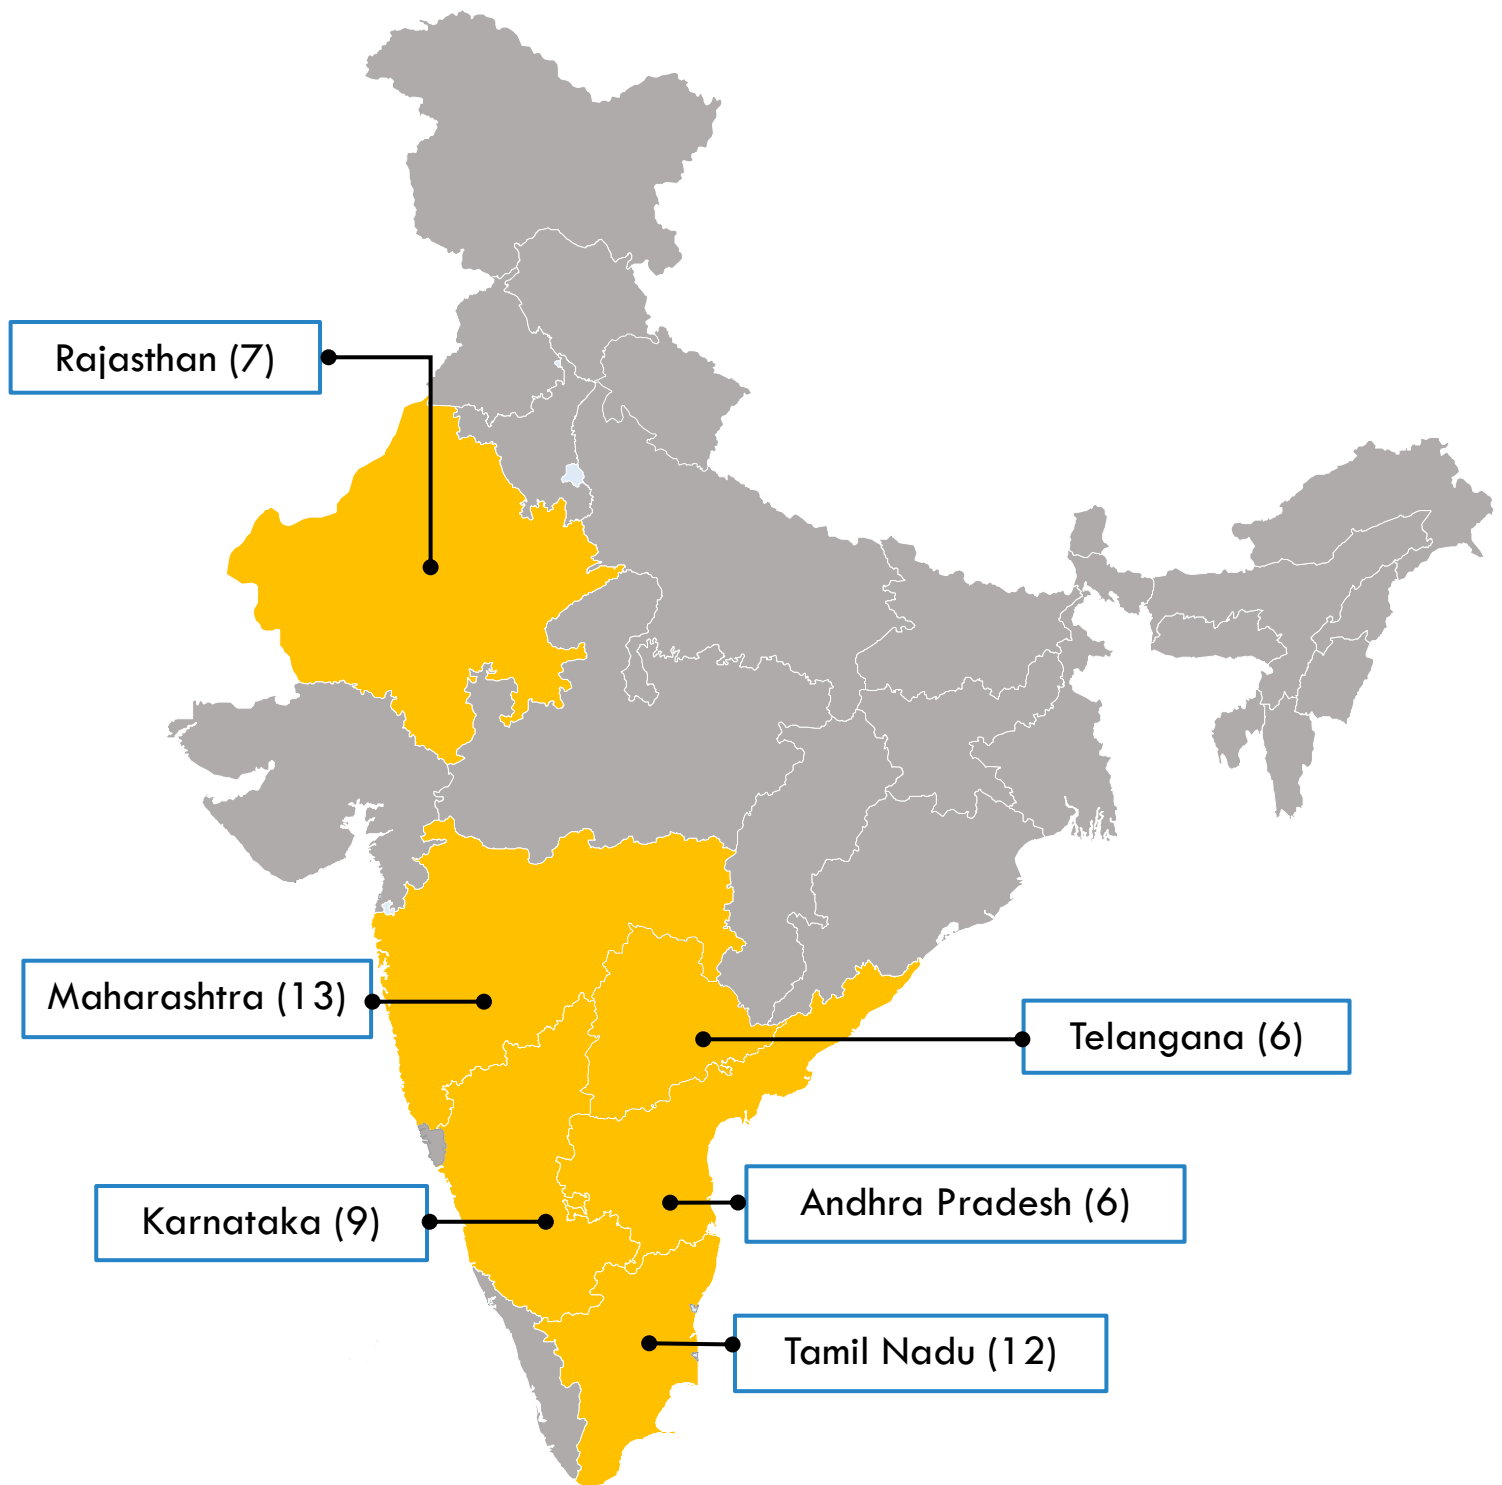 Rajasthan (7)
Maharashtra (13)
Telangana (6)
Andhra Pradesh (6)
Karnataka (9)
Tamil Nadu (12)